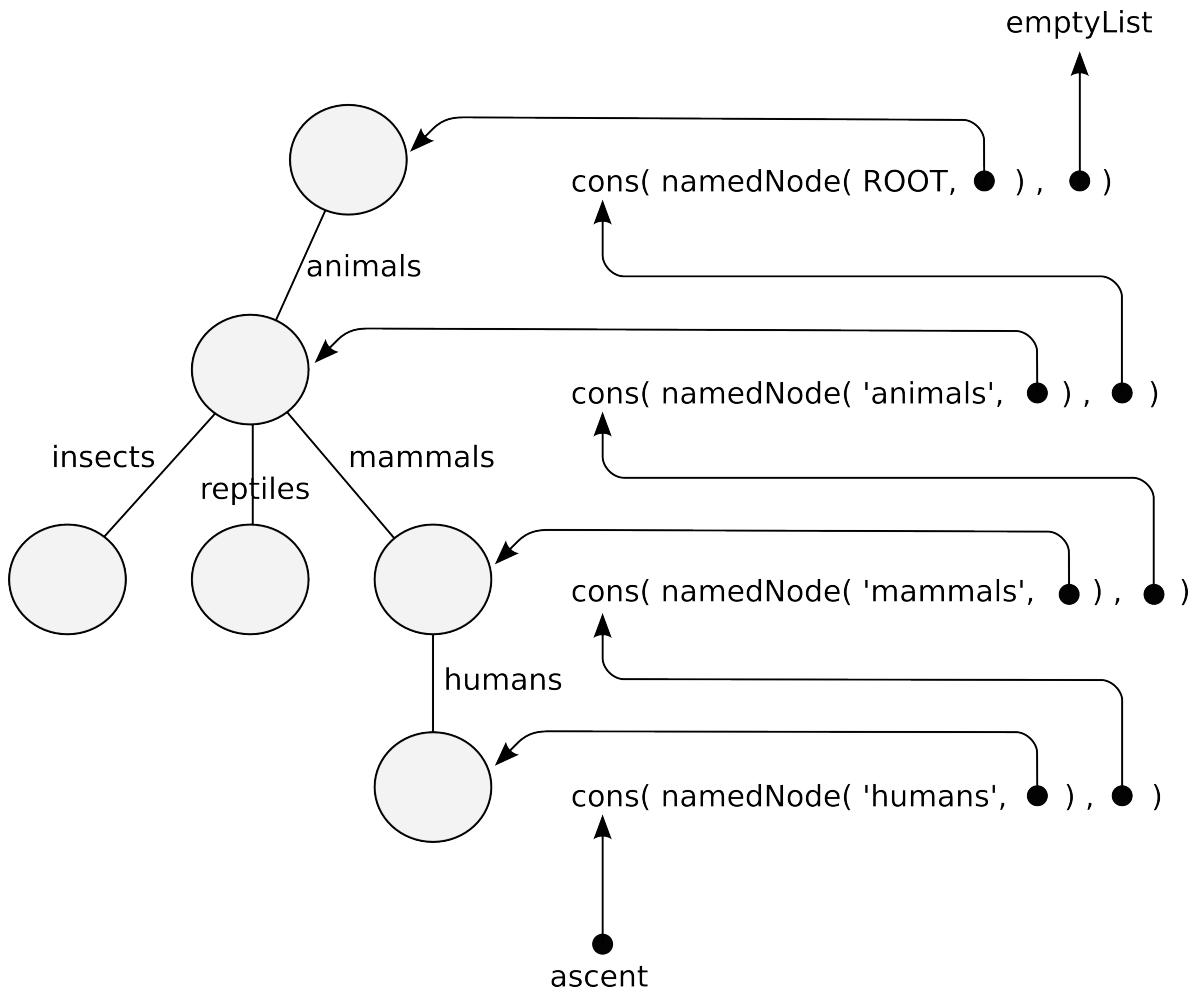 emptyList
cons( namedNode( ROOT, ) , )
animals
cons( namedNode( 'animals', ) , )
insects
mammals
reptiles
cons( namedNode( 'mammals', ) , )
humans
cons( namedNode( 'humans', ) , )
ascent